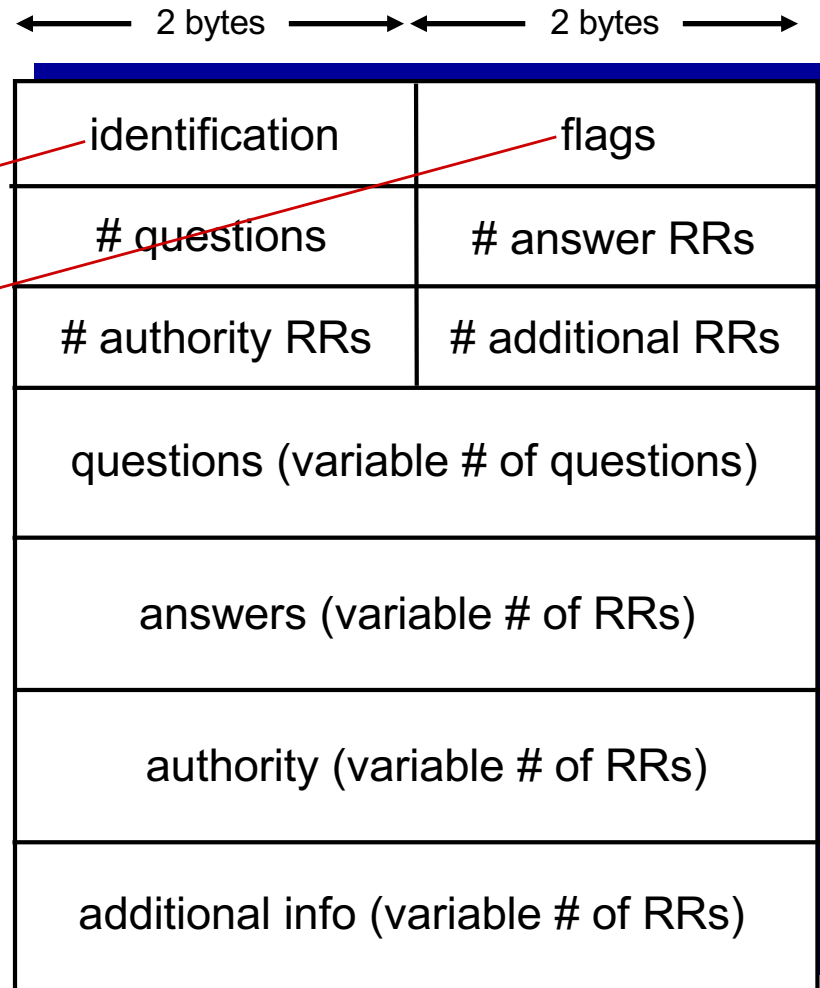 2 bytes 2 bytes
identification flags
# questions # answer RRs
# authority RRs # additional RRs
questions (variable # of questions)
answers (variable # of RRs)
authority (variable # of RRs)
additional info (variable # of RRs)